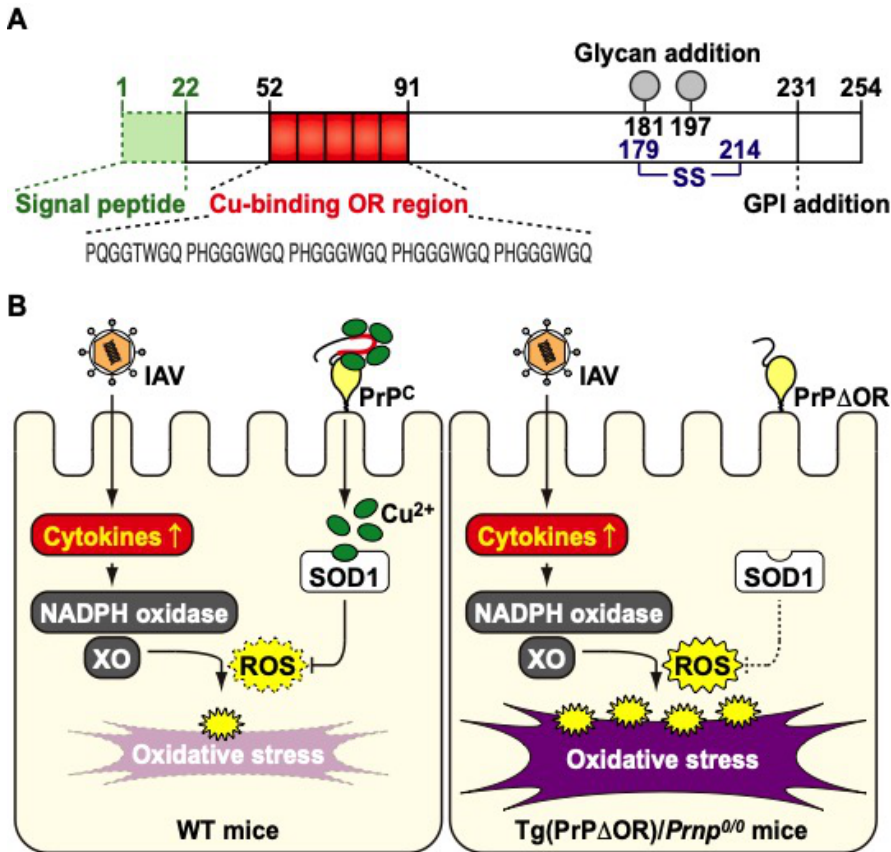 A
Glycan addition
1 22 52 91 231 254
181 197
179 214
SS
Signal peptide Cu-binding OR region GPI addition
PQGGTWGQ PHGGGWGQ PHGGGWGQ PHGGGWGQ PHGGGWGQ
B
IAV
PrPC
Cytokines ↑
Cu2+
SOD1
NADPH oxidase
XO
ROS
Oxidative stress
WT mice
IAV
PrPΔOR
Cytokines ↑
SOD1
NADPH oxidase
XO
ROS
Oxidative stress
Tg(PrPΔOR)/Prnp0/0 mice